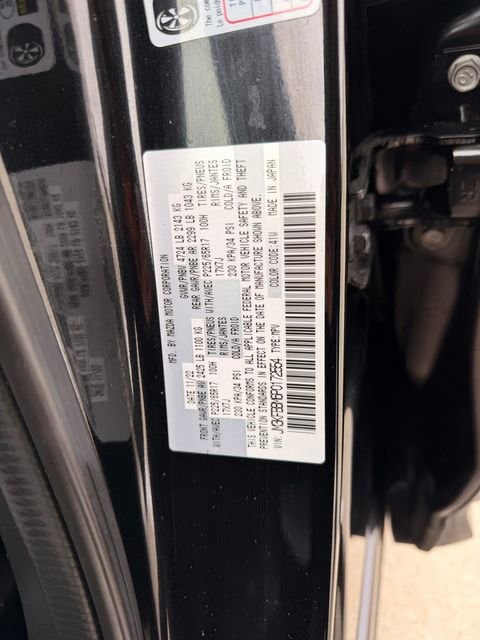 MFD. BY MAZDA MOTOR CORPORATION
DATE: 11/22 GVWR/PNBV 4724 LB 2143 KG
FRONT GAWR/PNBE AV 2425 LB 1100 KG REAR GAWR/PNBE AR 2299 LB 1043 KG
WITH/AVEC TIRES/PNEUS WITH/AVEC TIRES/PNEUS
P225/65R17 100H RIMS/JANTES P225/65R17 100H RIMS/JANTES
17X7J COLD/A FROID 17X7J COLD/A FROID
230 KPA/34 PSI 230 KPA/34 PSI
THIS VEHICLE CONFORMS TO ALL APPLICABLE FEDERAL MOTOR VEHICLE SAFETY AND THEFT
PREVENTION STANDARDS IN EFFECT ON THE DATE OF MANUFACTURE SHOWN ABOVE.
VIN: JM3KFBBM6P0172554 TYPE:MPV COLOR CODE:41W MADE IN JAPAN